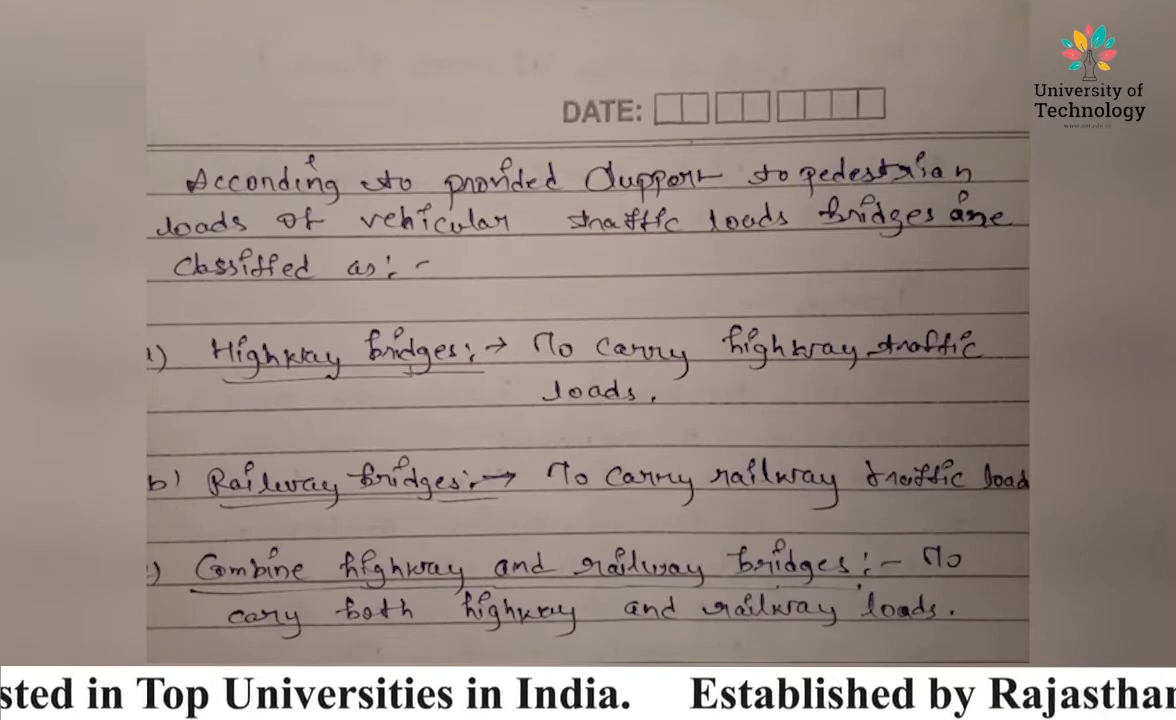 University of
Technology
DATE:
According to provided support to pedestrian
loads of vehicular traffic loads bridges are
classified as:-
a) Highway bridges:→ To carry highway traffic
loads.
b) Railway bridges:→ To carry railway traffic load
c) Combine highway and railway bridges:- To
cary both highway and railway loads.
sted in Top Universities in India. Established by Rajasthan